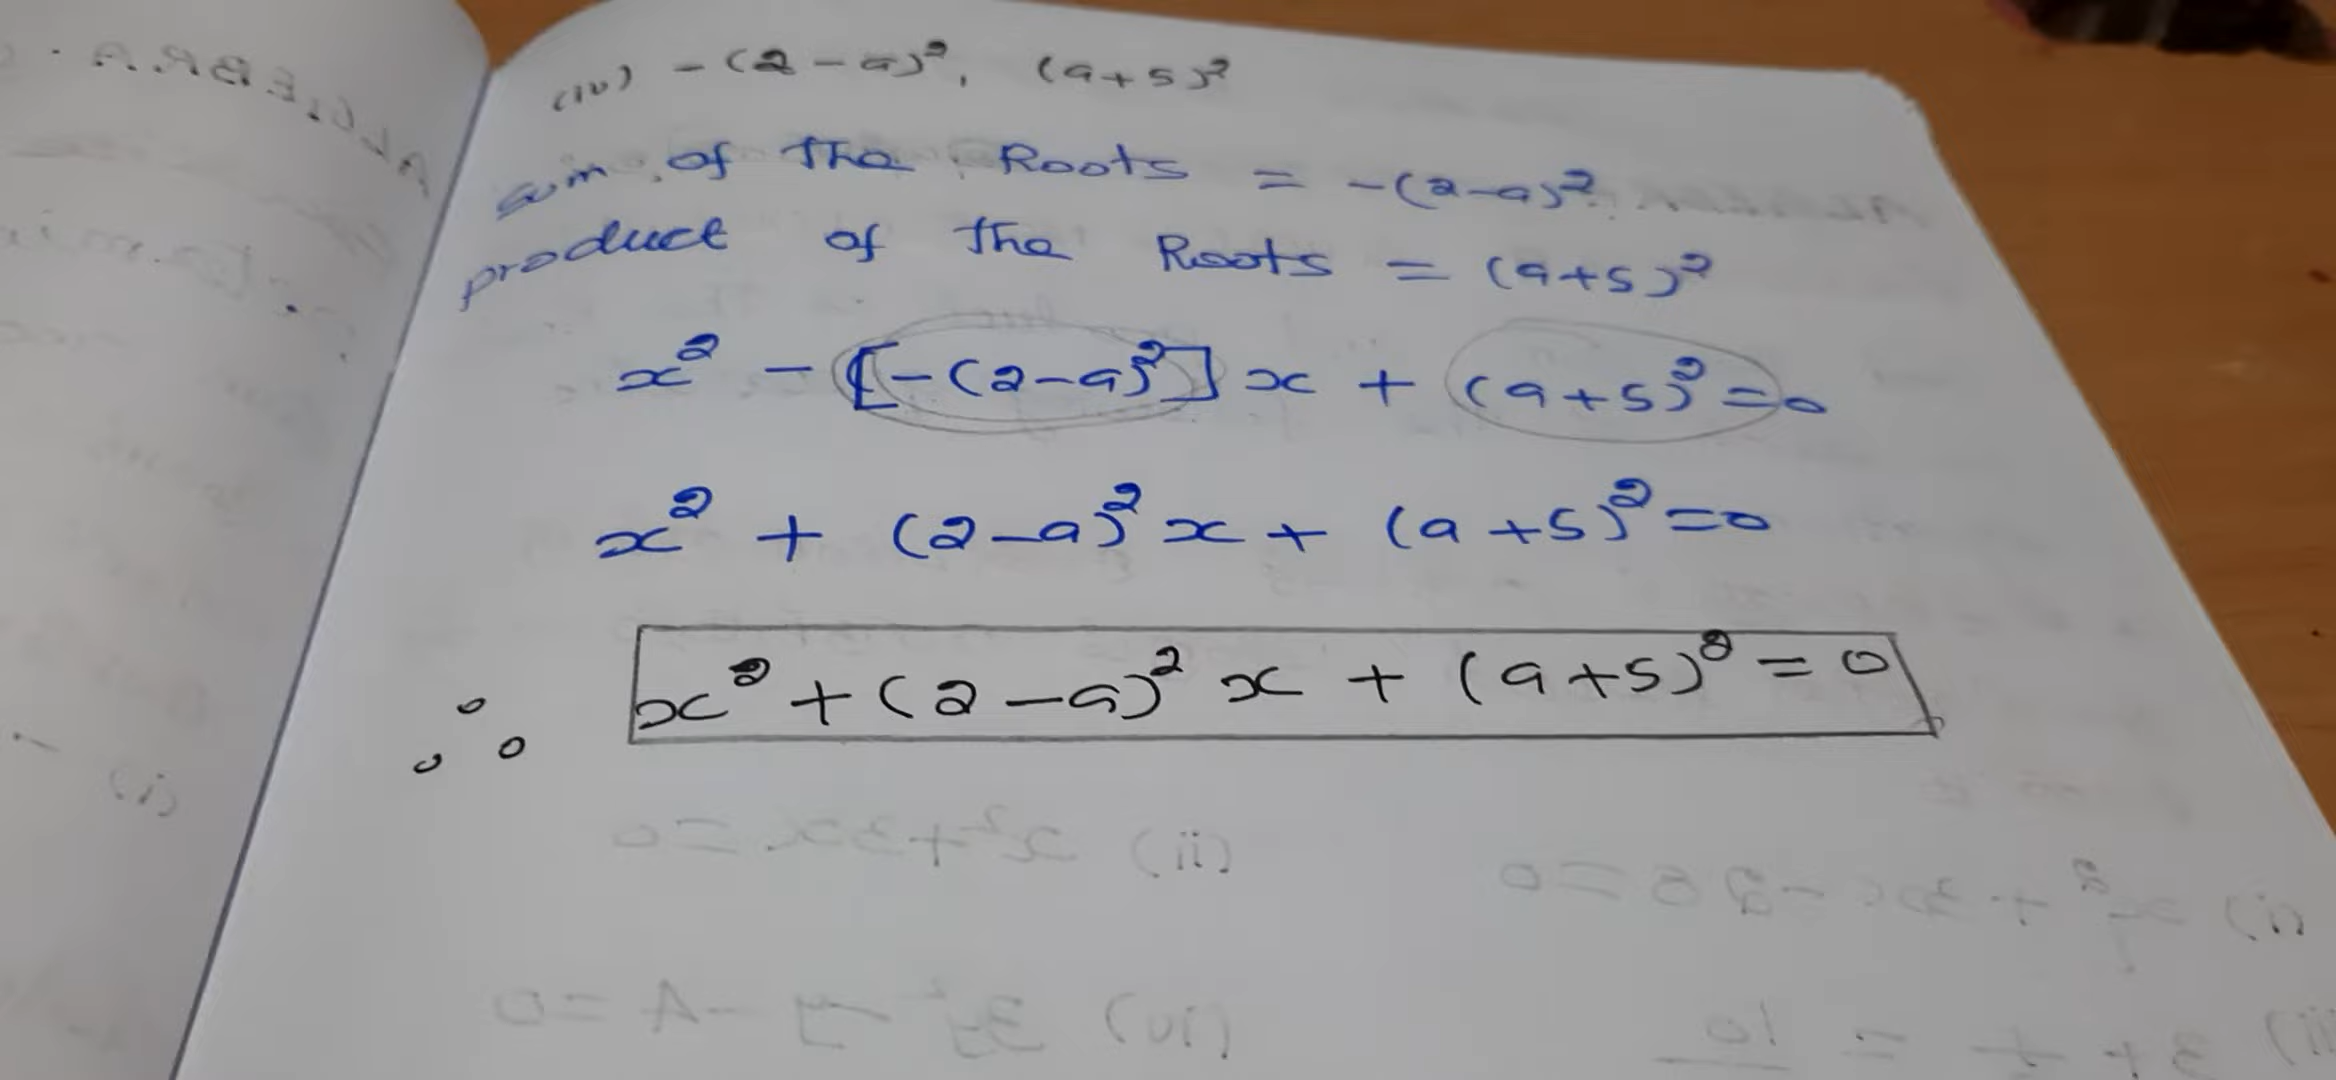 (iv) -(2-a)², (a+5)²
sum of the Roots = -(2-a)²
product of the Roots = (a+5)²
x² - [-(2-a)²] x + (a+5)² = 0
x² + (2-a)² x + (a+5)² = 0
∴ x² + (2-a)² x + (a+5)² = 0